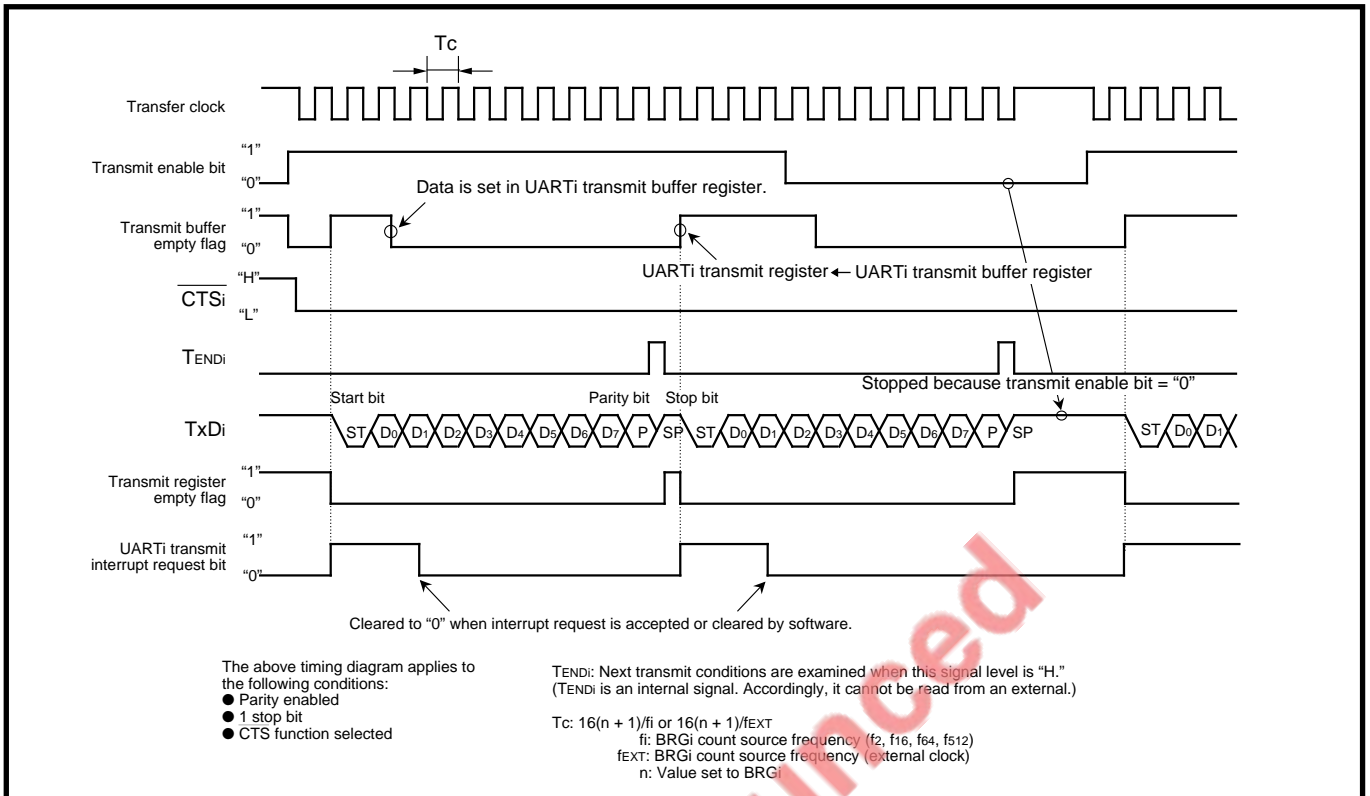 Tc
Transfer clock
Transmit enable bit
“1”
“0”
Data is set in UARTi transmit buffer register.
Transmit buffer
empty flag
“1”
“0”
UARTi transmit register ← UARTi transmit buffer register
CTSi
“H”
“L”
TENDi
Stopped because transmit enable bit = “0”
Start bit
Parity bit
Stop bit
TxDi
ST D0 D1 D2 D3 D4 D5 D6 D7 P SP ST D0 D1 D2 D3 D4 D5 D6 D7 P SP ST D0 D1
Transmit register
empty flag
“1”
“0”
UARTi transmit
interrupt request bit
“1”
“0”
Cleared to “0” when interrupt request is accepted or cleared by software.
The above timing diagram applies to
the following conditions:
● Parity enabled
● 1 stop bit
● CTS function selected
TENDi: Next transmit conditions are examined when this signal level is “H.”
(TENDi is an internal signal. Accordingly, it cannot be read from an external.)
Tc: 16(n + 1)/fi or 16(n + 1)/fEXT
fi: BRGi count source frequency (f2, f16, f64, f512)
fEXT: BRGi count source frequency (external clock)
n: Value set to BRGi
unced